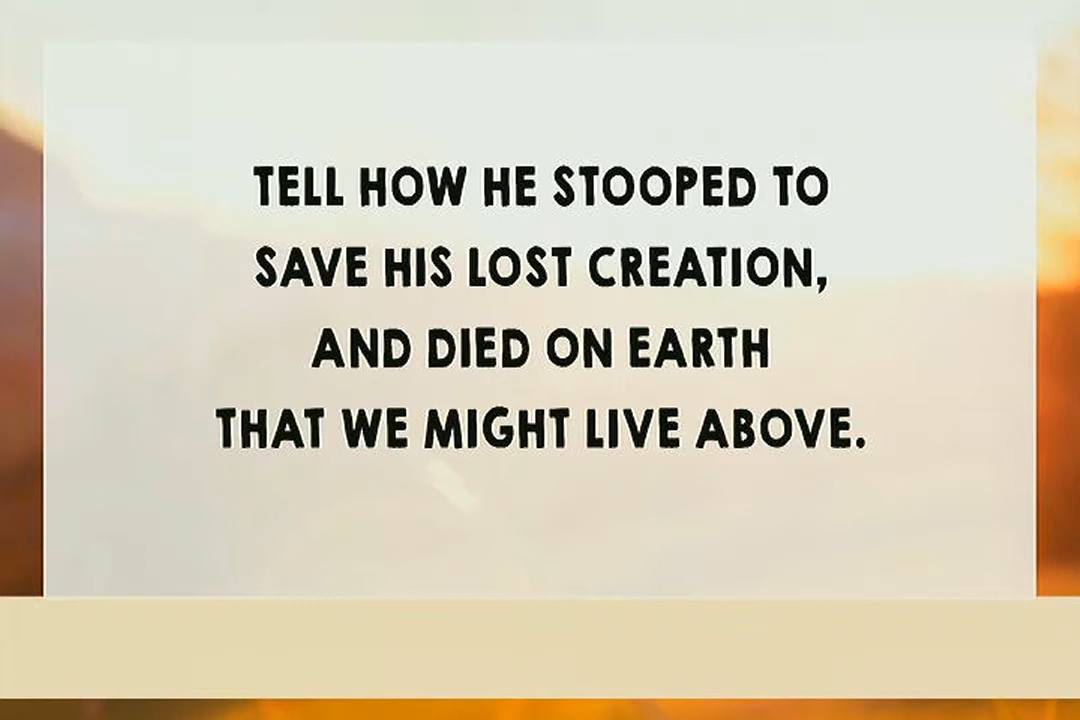 TELL HOW HE STOOPED TO
SAVE HIS LOST CREATION,
AND DIED ON EARTH
THAT WE MIGHT LIVE ABOVE.